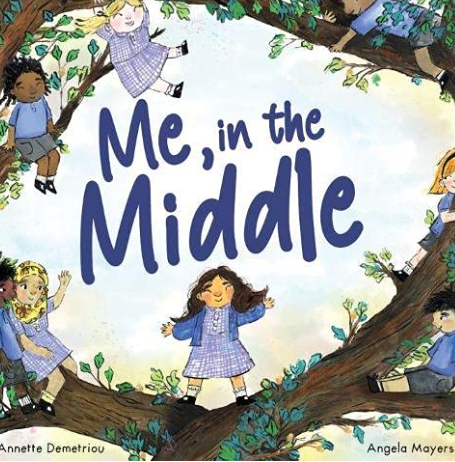 Me, in the
Middle
Annette Demetriou
Angela Mayers